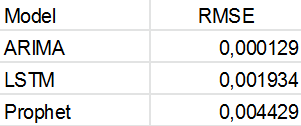 Model RMSE
ARIMA 0,000129
LSTM 0,001934
Prophet 0,004429